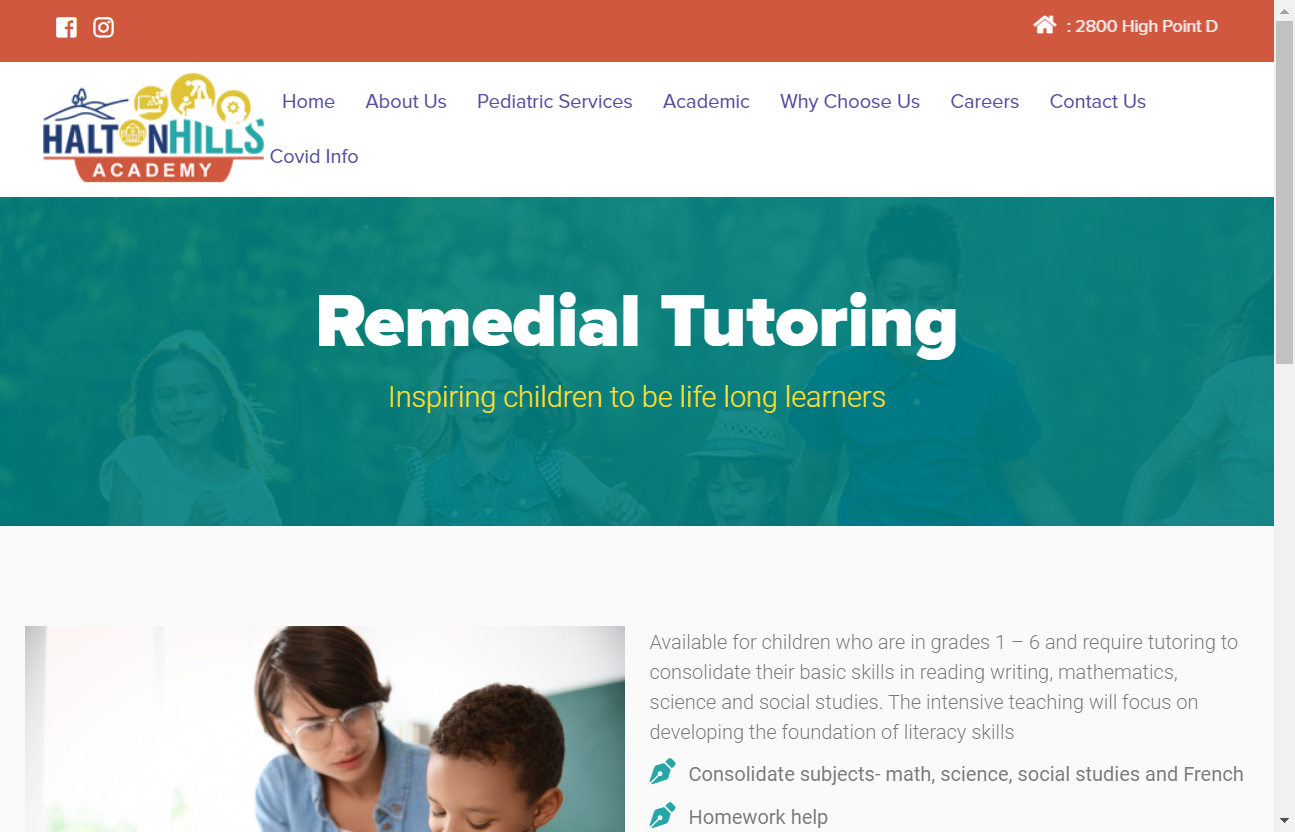 : 2800 High Point D
HALTONHILLS
ACADEMY
Home About Us Pediatric Services Academic Why Choose Us Careers Contact Us
Covid Info
Remedial Tutoring
Inspiring children to be life long learners
Available for children who are in grades 1 – 6 and require tutoring to
consolidate their basic skills in reading writing, mathematics,
science and social studies. The intensive teaching will focus on
developing the foundation of literacy skills
Consolidate subjects- math, science, social studies and French
Homework help